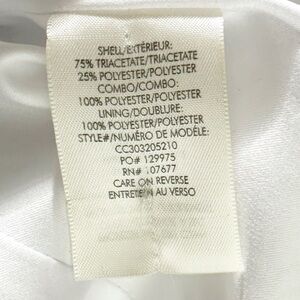 SHELL/EXTÉRIEUR:
75% TRIACETATE/TRIACETATE
25% POLYESTER/POLYESTER
COMBO/COMBO:
100% POLYESTER/POLYESTER
LINING/DOUBLURE:
100% POLYESTER/POLYESTER
STYLE#/NUMÉRO DE MODÈLE:
CC303205210
PO# 129975
RN# 107677
CARE ON REVERSE
ENTRETIEN AU VERSO